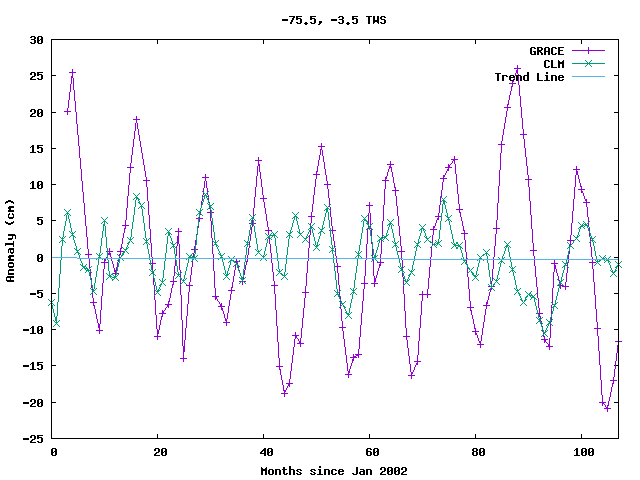 -75.5, -3.5 TWS
GRACE
CLM
Trend Line
30
25
20
15
10
5
0
-5
-10
-15
-20
-25
Anomaly (cm)
0 20 40 60 80 100
Months since Jan 2002